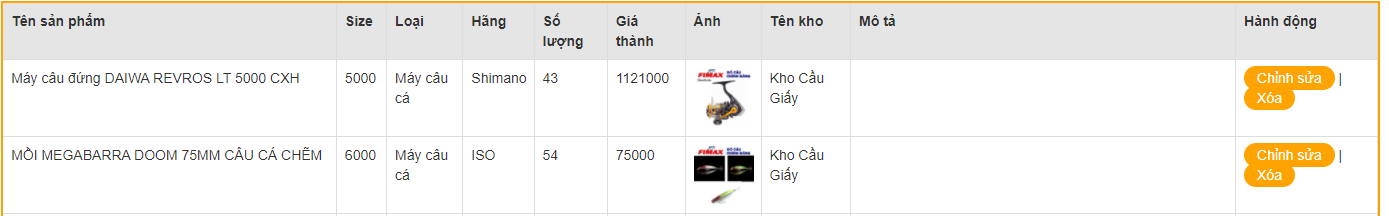 Tên sản phẩm Size Loại Hãng Số lượng Giá thành Ảnh Tên kho Mô tả Hành động
Máy câu đứng DAIWA REVROS LT 5000 CXH 5000 Máy câu cá Shimano 43 1121000 Kho Cầu Giấy Chỉnh sửa | Xóa
FIMAX
MỒI MEGABARRA DOOM 75MM CÂU CÁ CHẼM 6000 Máy câu cá ISO 54 75000 Kho Cầu Giấy Chỉnh sửa | Xóa
FIMAX